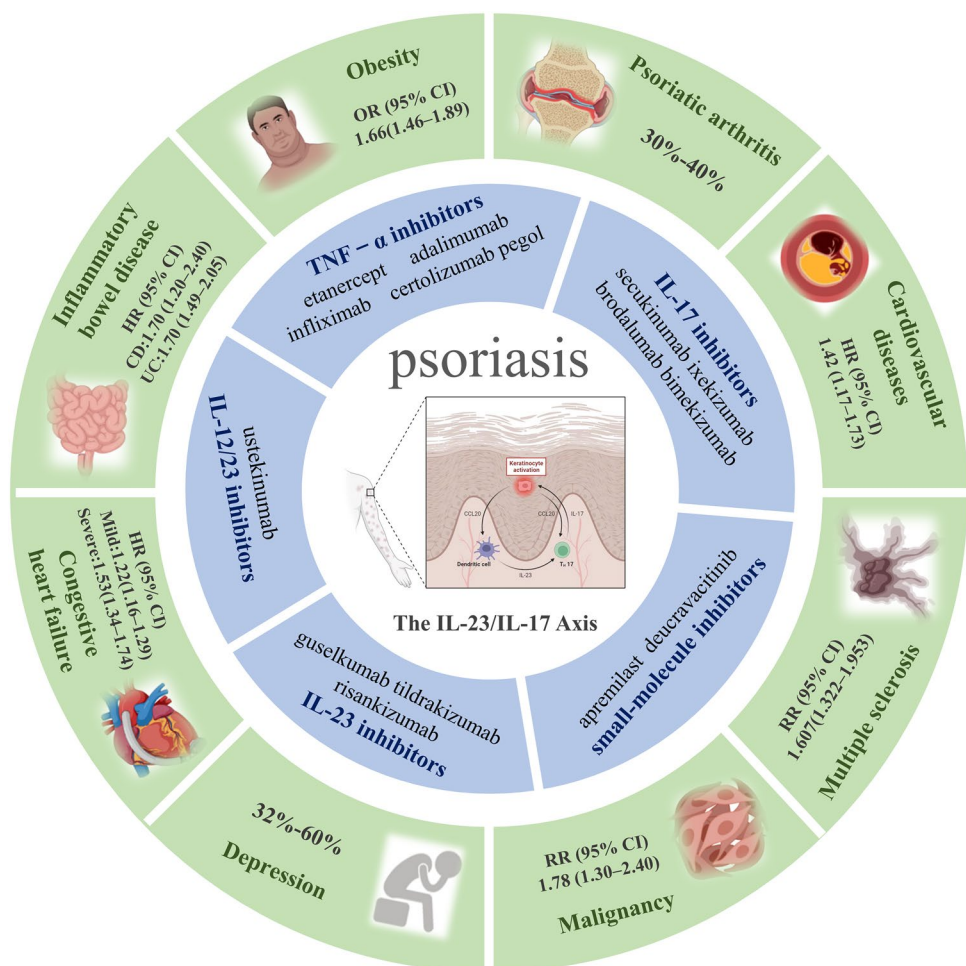 Obesity
OR (95% CI)
1.66(1.46–1.89)
Psoriatic arthritis
30%-40%
Cardiovascular
diseases
HR (95% CI)
1.42 (1.17–1.73)
Multiple sclerosis
RR (95% CI)
1.607(1.322–1.953)
Malignancy
RR (95% CI)
1.78 (1.30–2.40)
32%-60%
Depression
Congestive
heart failure
HR (95% CI)
Mild:1.22(1.16–1.29)
Severe:1.53(1.34–1.74)
Inflammatory
bowel disease
HR (95% CI)
CD:1.70 (1.20–2.40)
UC:1.70 (1.49–2.05)
TNF – α inhibitors
etanercept adalimumab
infliximab certolizumab pegol
IL-17 inhibitors
secukinumab ixekizumab
brodalumab bimekizumab
apremilast deucravacitinib
small-molecule inhibitors
guselkumab tildrakizumab
risankizumab
IL-23 inhibitors
ustekinumab
IL-12/23 inhibitors
psoriasis
Keratinocyte
activation
CCL20
CCL20
IL-17
Dendritic cell
IL-23
TH 17
The IL-23/IL-17 Axis